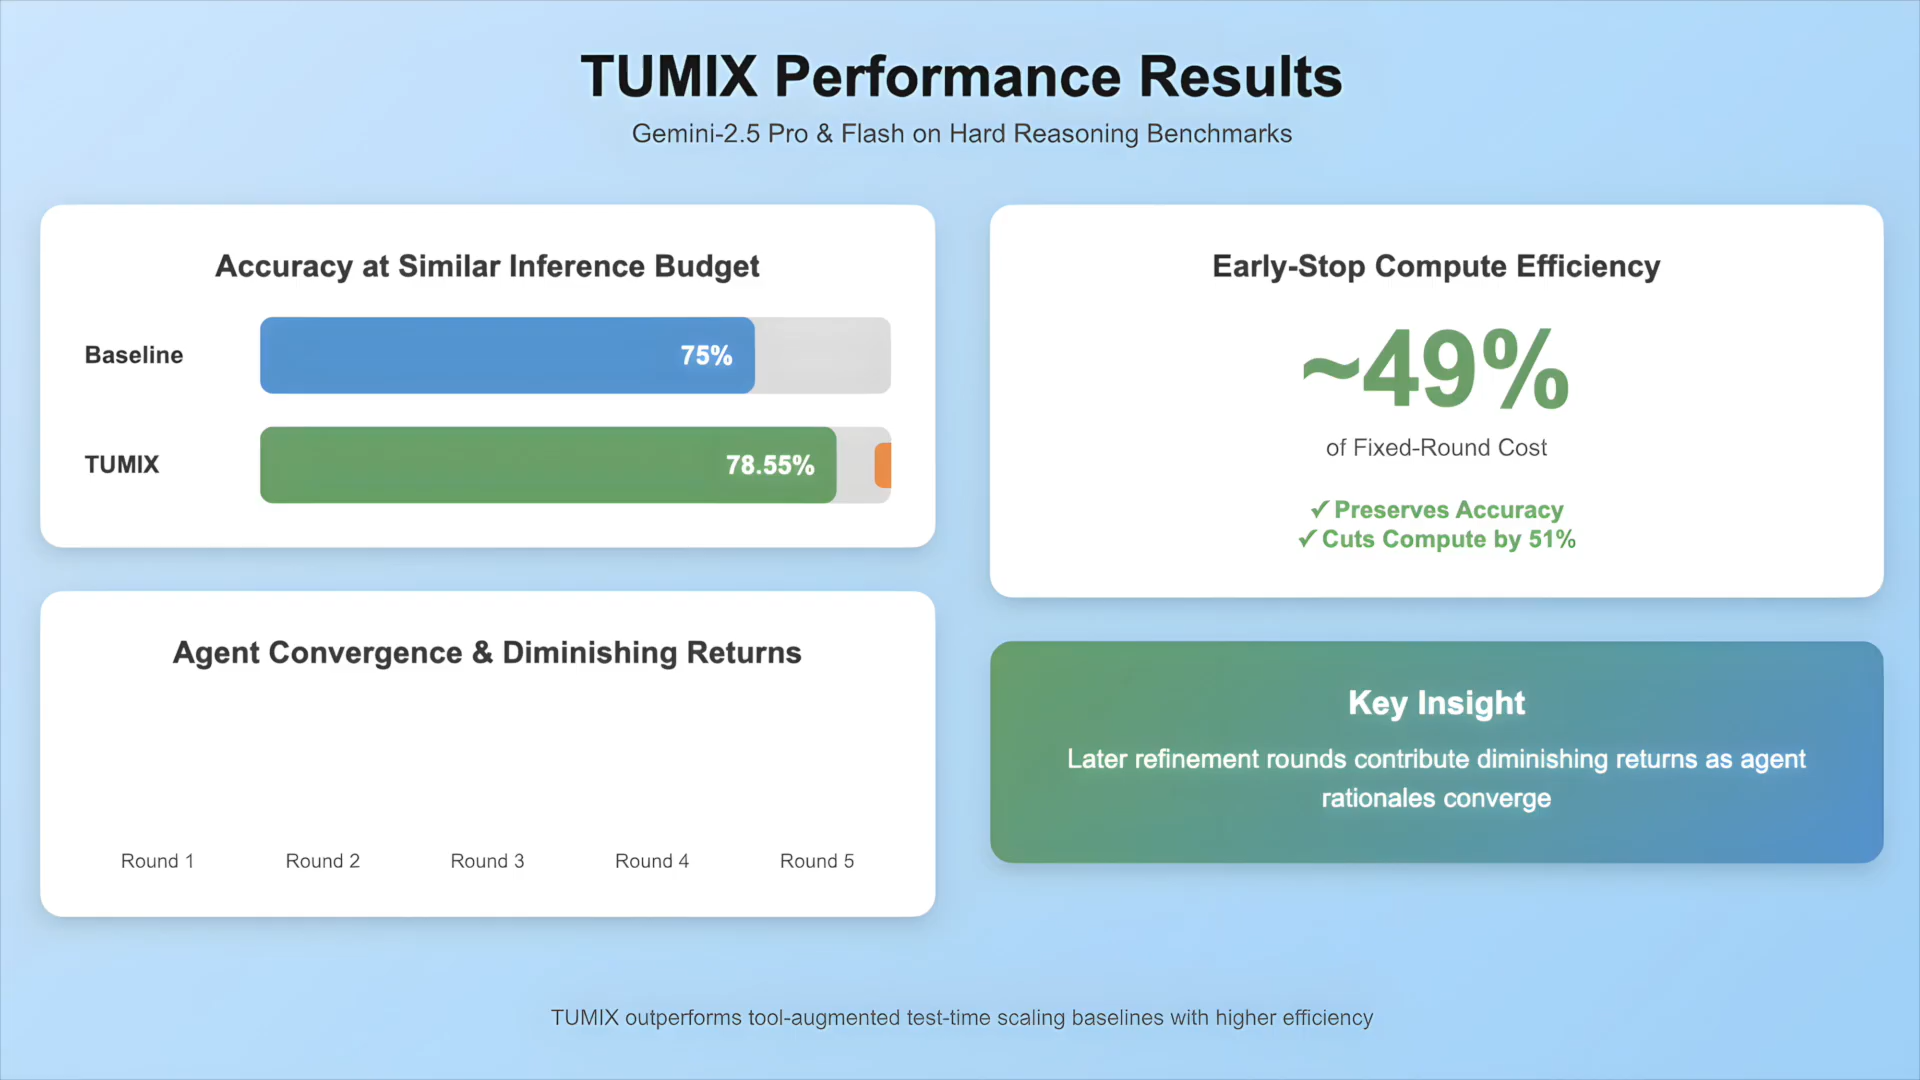 TUMIX Performance Results
Gemini-2.5 Pro & Flash on Hard Reasoning Benchmarks
Accuracy at Similar Inference Budget
Baseline
75%
TUMIX
78.55%
Agent Convergence & Diminishing Returns
Round 1
Round 2
Round 3
Round 4
Round 5
Early-Stop Compute Efficiency
~49%
of Fixed-Round Cost
✓ Preserves Accuracy
✓ Cuts Compute by 51%
Key Insight
Later refinement rounds contribute diminishing returns as agent
rationales converge
TUMIX outperforms tool-augmented test-time scaling baselines with higher efficiency